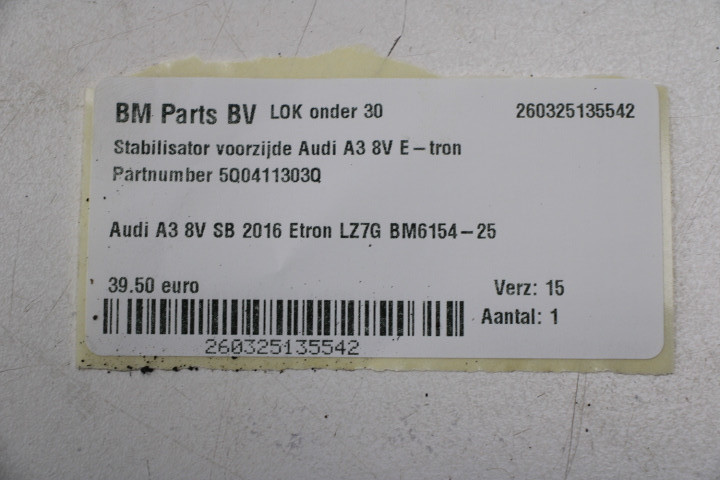 BM Parts BV LOK onder 30 260325135542
Stabilisator voorzijde Audi A3 8V E-tron
Partnumber 5Q0411303Q
Audi A3 8V SB 2016 Etron LZ7G BM6154-25
39.50 euro Verz: 15
Aantal: 1
260325135542